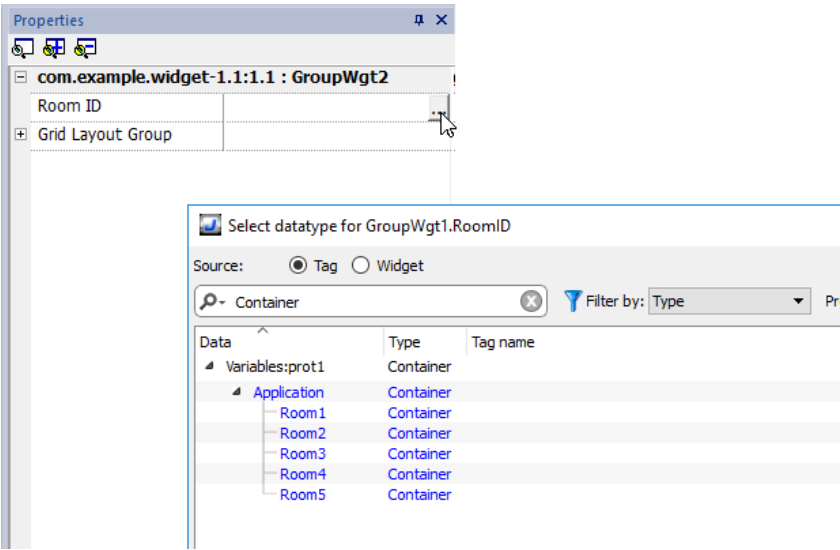 Properties
com.example.widget-1.1:1.1 : GroupWgt2
Room ID ...
Grid Layout Group
Select datatype for GroupWgt1.RoomID
Source: Tag Widget
Container Filter by: Type Pr
Data Type Tag name
Variables:prot1 Container
Application Container
Room1 Container
Room2 Container
Room3 Container
Room4 Container
Room5 Container